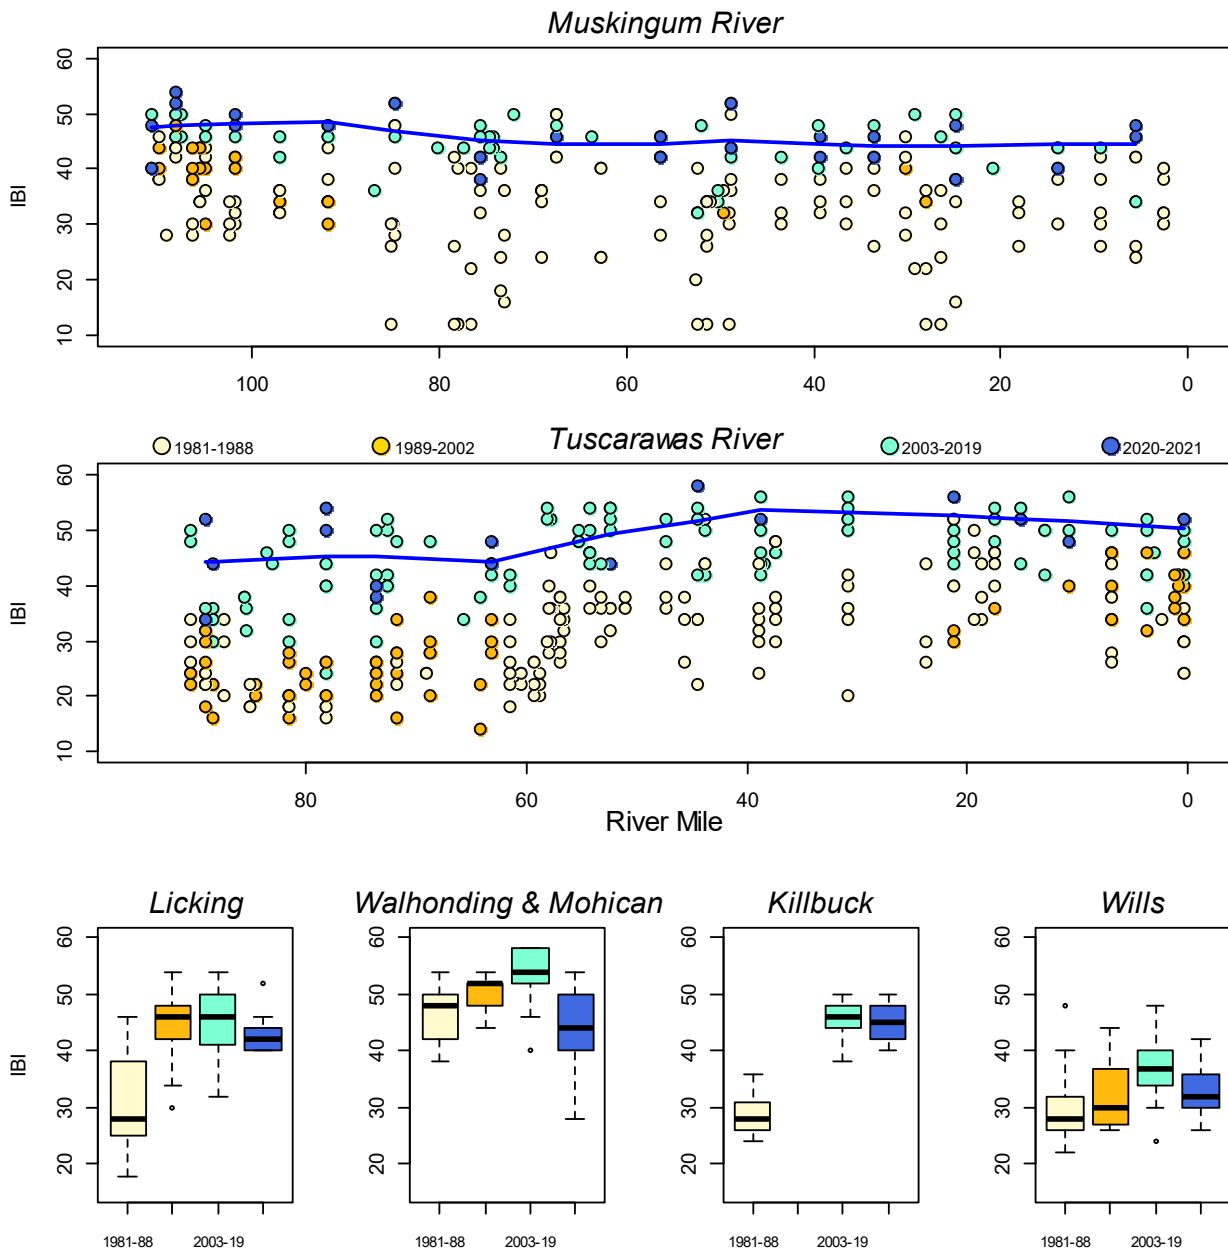 Muskingum River
60
50
40
30
20
10
IBI
100 80 60 40 20 0
1981-1988 1989-2002 Tuscarawas River 2003-2019 2020-2021
60
50
40
30
20
10
IBI
80 60 40 20 0
River Mile
Licking Walhonding & Mohican Killbuck Wills
60 60 60 60
50 50 50 50
40 40 40 40
30 30 30 30
20 20 20 20
IBI
1981-88 2003-19 1981-88 2003-19 1981-88 2003-19 1981-88 2003-19